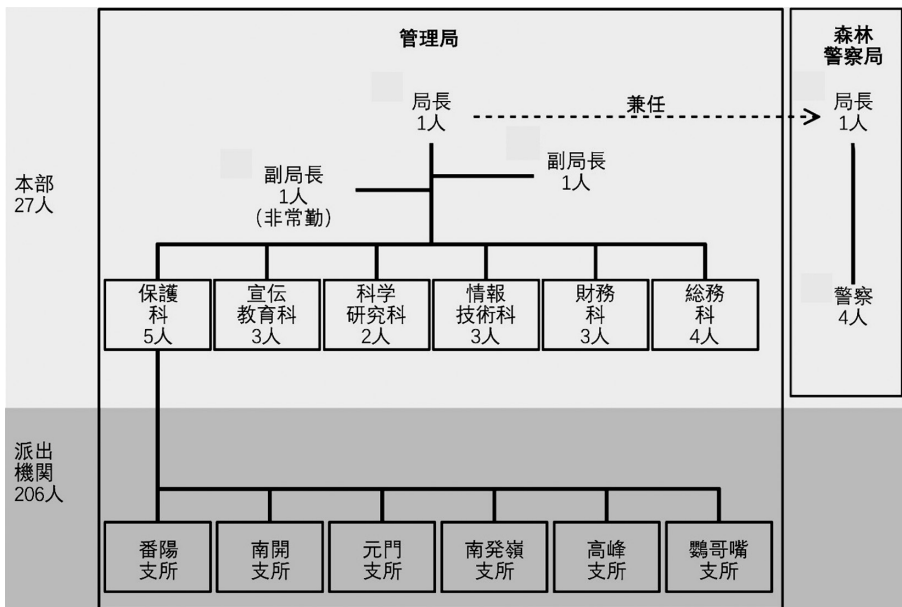 管理局
森林
警察局
局長
1人
兼任
局長
1人
副局長
1人
(非常勤)
副局長
1人
本部
27人
保護
科
5人
宣伝
教育科
3人
科学
研究科
2人
情報
技術科
3人
財務
科
3人
総務
科
4人
警察
4人
派出
機関
206人
番陽
支所
南開
支所
元門
支所
南発嶺
支所
高峰
支所
鸚哥嘴
支所